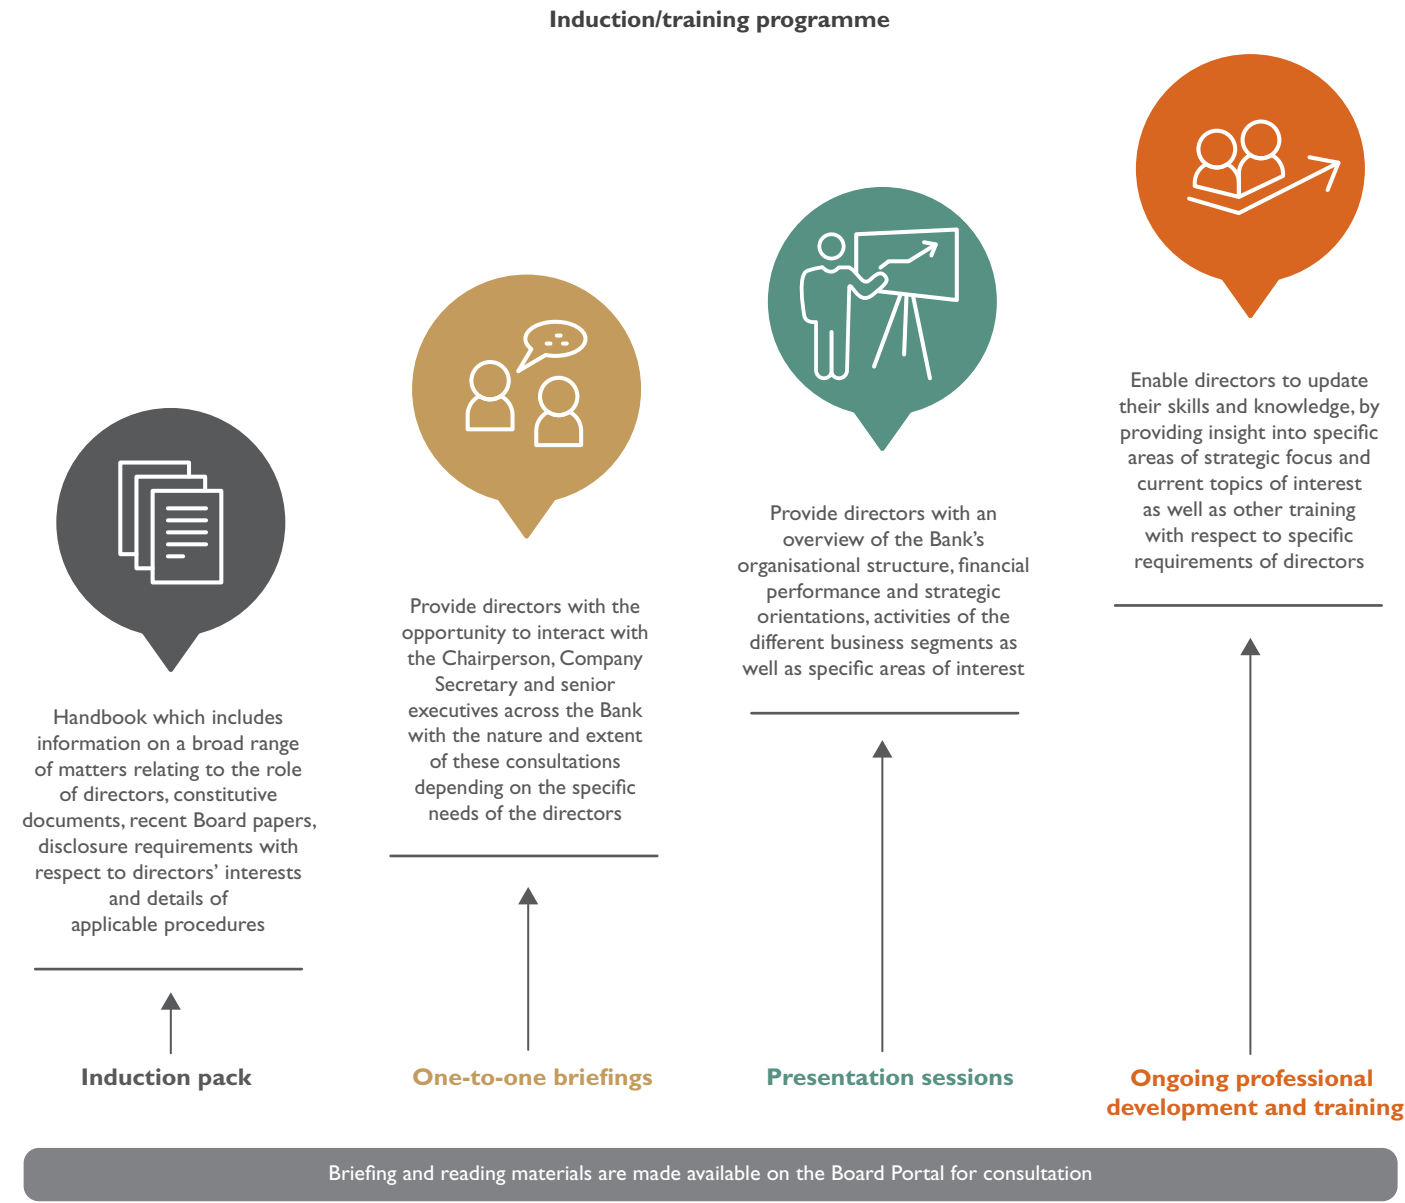 Induction/training programme
Handbook which includes
information on a broad range
of matters relating to the role
of directors, constitutive
documents, recent Board papers,
disclosure requirements with
respect to directors’ interests
and details of
applicable procedures
Induction pack
Provide directors with the
opportunity to interact with
the Chairperson, Company
Secretary and senior
executives across the Bank
with the nature and extent
of these consultations
depending on the specific
needs of the directors
One-to-one briefings
Provide directors with an
overview of the Bank’s
organisational structure, financial
performance and strategic
orientations, activities of the
different business segments as
well as specific areas of interest
Presentation sessions
Enable directors to update
their skills and knowledge, by
providing insight into specific
areas of strategic focus and
current topics of interest
as well as other training
with respect to specific
requirements of directors
Ongoing professional
development and training
Briefing and reading materials are made available on the Board Portal for consultation